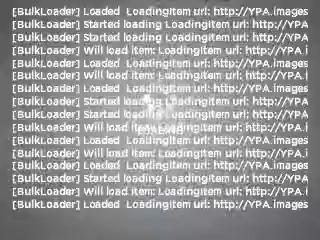 [BulkLoader] Loaded LoadingItem url: http://YPA.images
[BulkLoader] Started loading LoadingItem url: http://YPA
[BulkLoader] Started loading LoadingItem url: http://YPA
[BulkLoader] Will load item: LoadingItem url: http://YPA.i
[BulkLoader] Loaded LoadingItem url: http://YPA.images
[BulkLoader] Will load item: LoadingItem url: http://YPA.i
[BulkLoader] Loaded LoadingItem url: http://YPA.images
[BulkLoader] Started loading LoadingItem url: http://YPA
[BulkLoader] Started loading LoadingItem url: http://YPA
[BulkLoader] Will load item: LoadingItem url: http://YPA.i
[BulkLoader] Loaded LoadingItem url: http://YPA.images
[BulkLoader] Will load item: LoadingItem url: http://YPA.i
[BulkLoader] Loaded LoadingItem url: http://YPA.images
[BulkLoader] Started loading LoadingItem url: http://YPA
[BulkLoader] Will load item: LoadingItem url: http://YPA.i
[BulkLoader] Loaded LoadingItem url: http://YPA.images